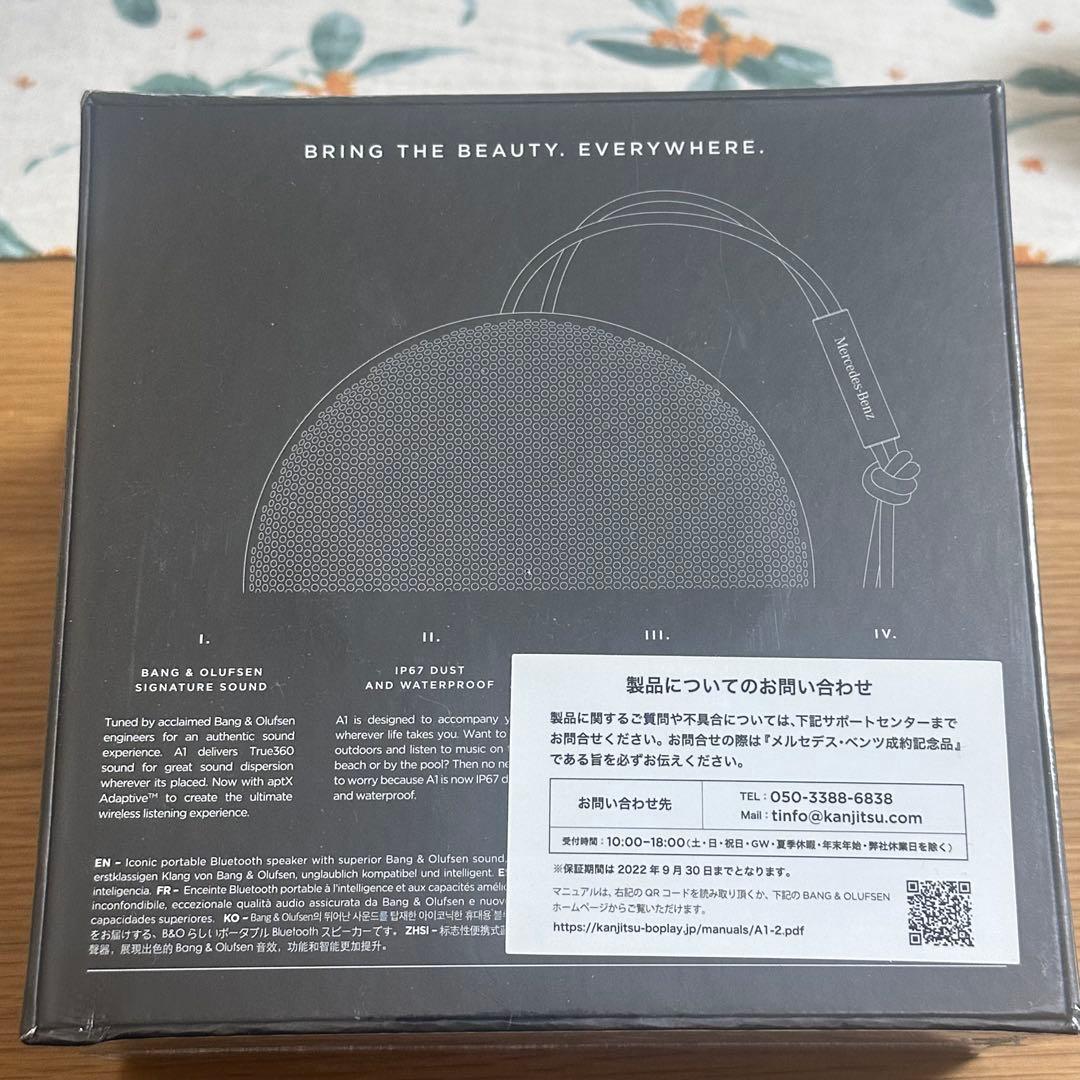 BRING THE BEAUTY. EVERYWHERE.
Mercedes-Benz
I.
II.
III.
IV.
BANG & OLUFSEN
SIGNATURE SOUND
Tuned by acclaimed Bang & Olufsen
engineers for an authentic sound
experience. A1 delivers True360
sound for great sound dispersion
wherever its placed. Now with aptX
Adaptive™ to create the ultimate
wireless listening experience.
IP67 DUST
AND WATERPROOF
A1 is designed to accompany
wherever life takes you. Want to
outdoors and listen to music on
beach or by the pool? Then no
to worry because A1 is now IP67
and waterproof.
EN – Iconic portable Bluetooth speaker with superior Bang & Olufsen sound,
erstklassigen Klang von Bang & Olufsen, unglaublich kompatibel und intelligent.
inteligencia. FR – Enceinte Bluetooth portable à l'intelligence et aux capacités
inconfondibile, eccezionale qualità audio assicurata da Bang & Olufsen e
capacidades superiores. KO – Bang & Olufsen의 뛰어난 사운드를 탑재한 아이코닉한 휴대용
をお届けする、B&O らしいポータブル Bluetooth スピーカーです。 ZHSI – 标志性便携式
聲器，展現出色的 Bang & Olufsen 音效，功能和智能更加提升。
製品についてのお問い合わせ
製品に関するご質問や不具合については、下記サポートセンターまで
お問合せください。お問合せの際は『メルセデス・ベンツ成約記念品』
である旨を必ずお伝えください。
お問い合わせ先
TEL：050-3388-6838
Mail：tinfo@kanjitsu.com
受付時間：10:00-18:00（土・日・祝日・GW・夏季休暇・年末年始・弊社休業日を除く）
※保証期間は 2022 年 9 月 30 日までとなります。
マニュアルは、右記の QR コードを読み取り頂くか、下記の BANG & OLUFSEN
ホームページからご覧いただけます。
https://kanjitsu-boplay.jp/manuals/A1-2.pdf